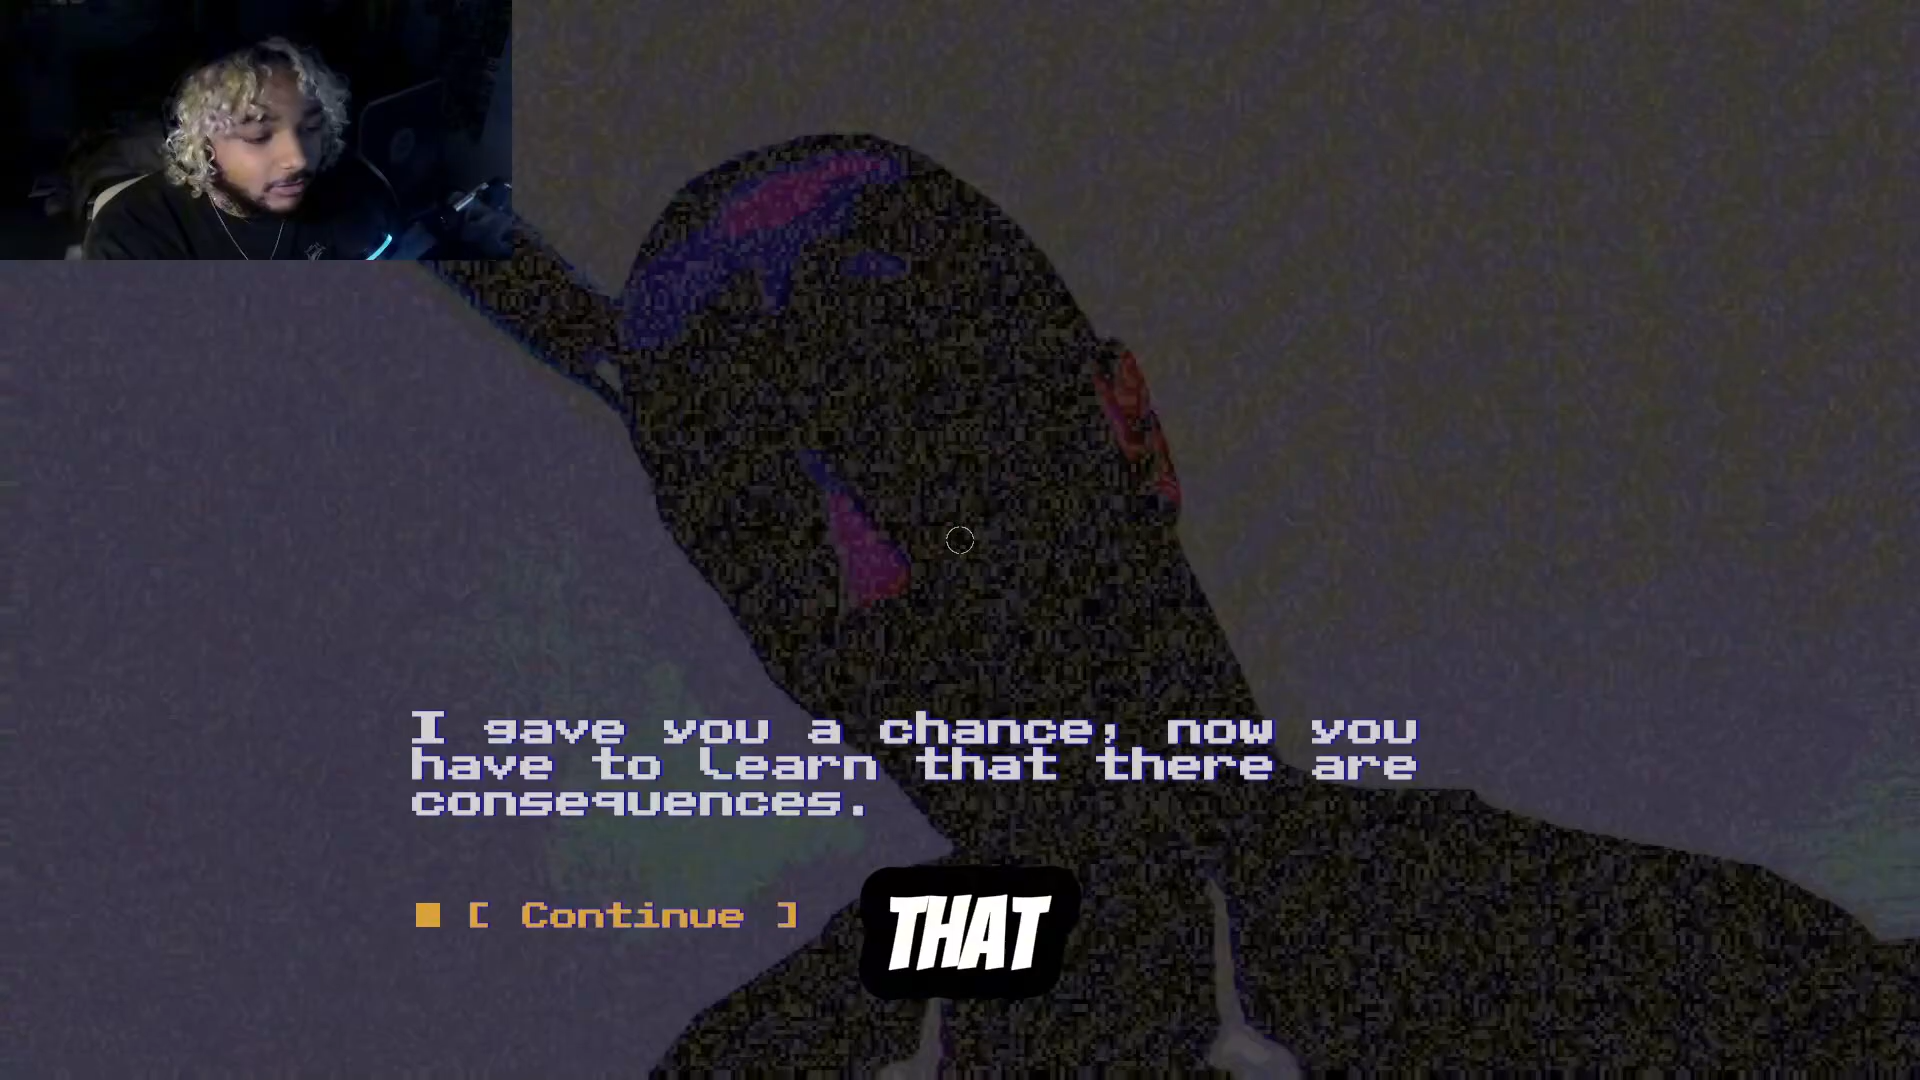 I gave you a chance; now you
have to learn that there are
consequences.
[ Continue ]
THAT